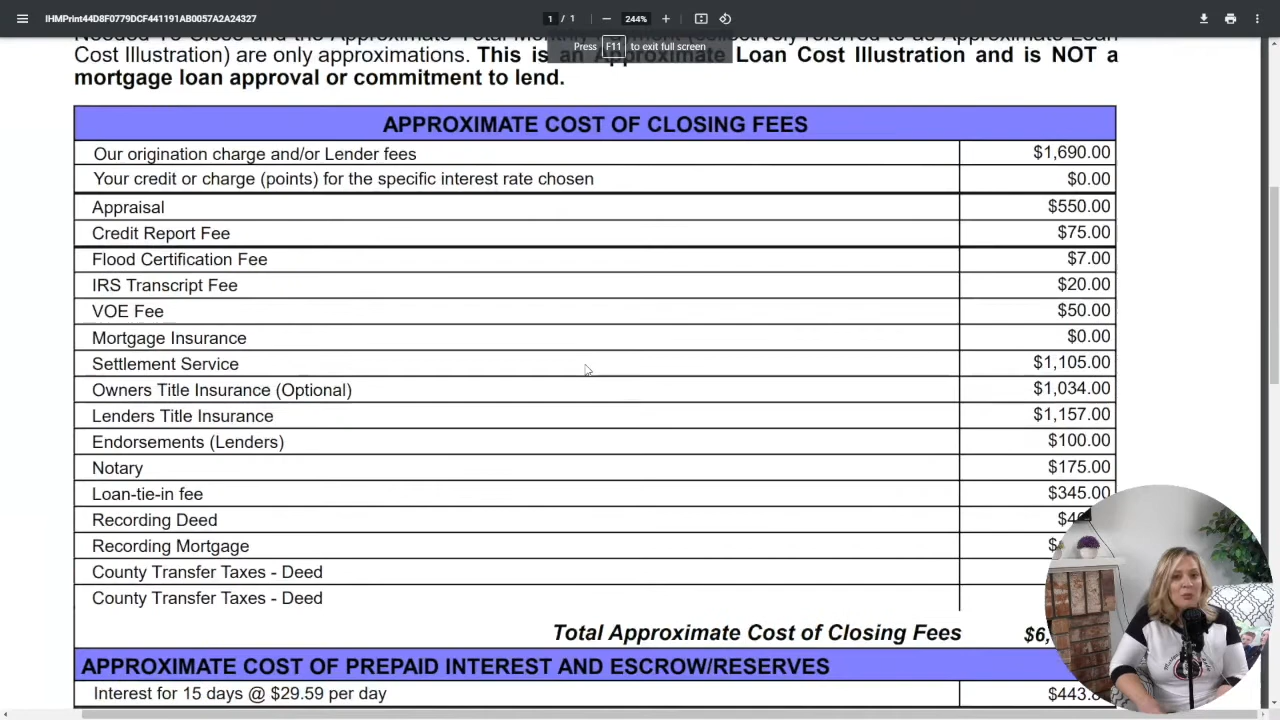 IHMPrint44D8F0779DCF441191AB0057A2A24327
1 / 1
244%
Press F11 to exit full screen
Cost Illustration) are only approximations. This is an Approximate Loan Cost Illustration and is NOT a
mortgage loan approval or commitment to lend.
APPROXIMATE COST OF CLOSING FEES
Our origination charge and/or Lender fees $1,690.00
Your credit or charge (points) for the specific interest rate chosen $0.00
Appraisal $550.00
Credit Report Fee $75.00
Flood Certification Fee $7.00
IRS Transcript Fee $20.00
VOE Fee $50.00
Mortgage Insurance $0.00
Settlement Service $1,105.00
Owners Title Insurance (Optional) $1,034.00
Lenders Title Insurance $1,157.00
Endorsements (Lenders) $100.00
Notary $175.00
Loan-tie-in fee $345.00
Recording Deed
Recording Mortgage
County Transfer Taxes - Deed
County Transfer Taxes - Deed
Total Approximate Cost of Closing Fees
APPROXIMATE COST OF PREPAID INTEREST AND ESCROW/RESERVES
Interest for 15 days @ $29.59 per day